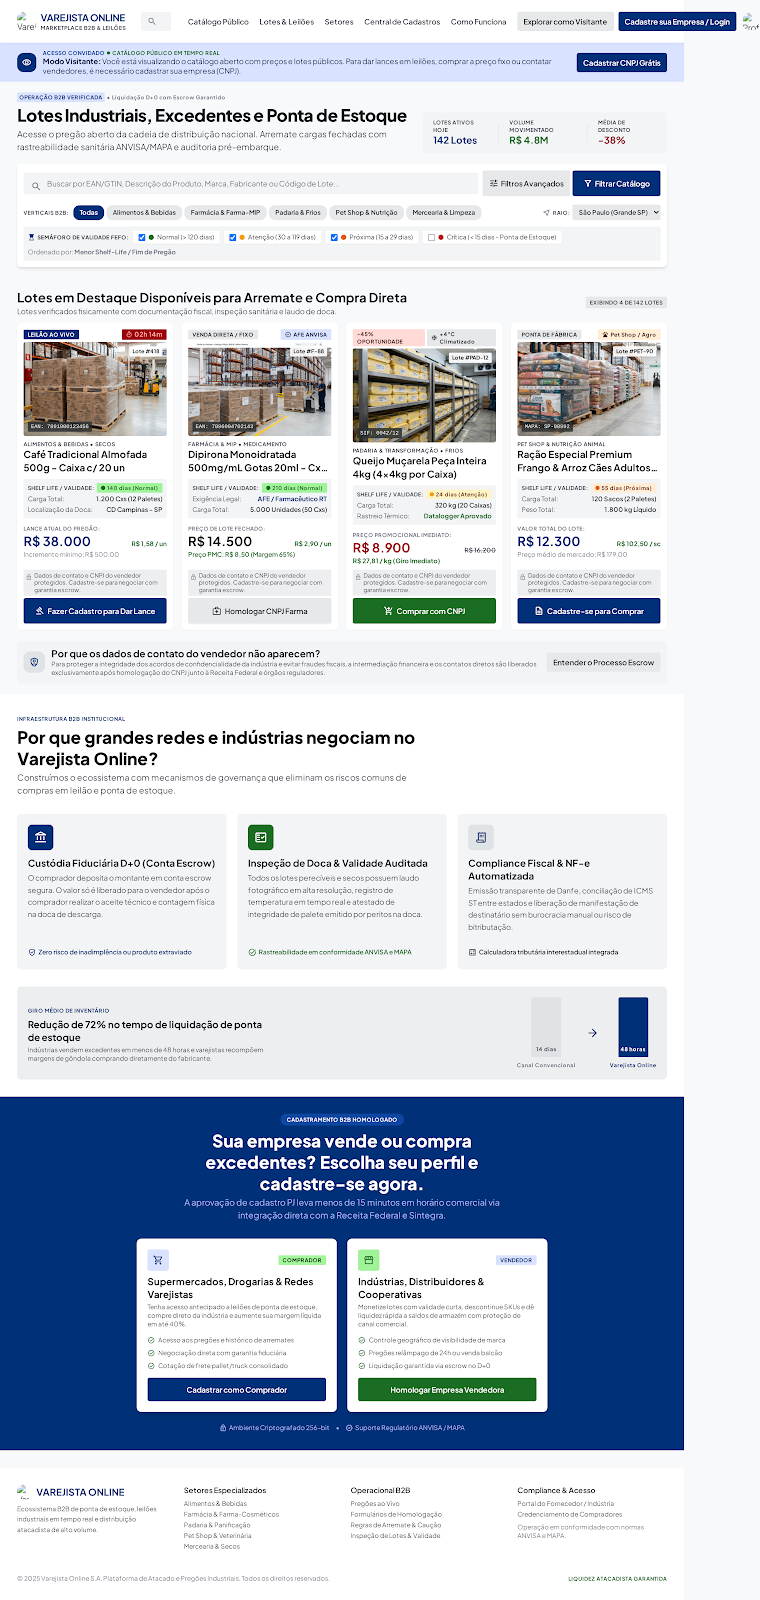 VAREJISTA ONLINE
MARKETPLACE B2B & LEILÕES
Catálogo Público
Lotes & Leilões
Setores
Central de Cadastros
Como Funciona
Explorar como Visitante
Cadastre sua Empresa / Login
ACESSO CONVIDADO • CATÁLOGO PÚBLICO EM TEMPO REAL
Modo Visitante: Você está visualizando o catálogo aberto com preços e lotes públicos. Para dar lances em leilões, comprar a preço fixo ou contatar
vendedores, é necessário cadastrar sua empresa (CNPJ).
Cadastrar CNPJ Grátis
OPERAÇÃO B2B VERIFICADA • Liquidação D+0 com Escrow Garantido
Lotes Industriais, Excedentes e Ponta de Estoque
Acesse o pregão aberto da cadeia de distribuição nacional. Arremate cargas fechadas com
rastreabilidade sanitária ANVISA/MAPA e auditoria pré-embarque.
LOTES ATIVOS
HOJE
142 Lotes
VOLUME
MOVIMENTADO
R$ 4.8M
MÉDIA DE
DESCONTO
-38%
Buscar por EAN/GTIN, Descrição do Produto, Marca, Fabricante ou Código de Lote...
Filtros Avançados
Filtrar Catálogo
VERTICAIS B2B:
Todas
Alimentos & Bebidas
Farmácia & Farma-MIP
Padaria & Frios
Pet Shop & Nutrição
Mercearia & Limpeza
RAIO:
São Paulo (Grande SP)
SEMÁFORO DE VALIDADE FEFO:
Normal (> 120 dias)
Atenção (30 a 119 dias)
Próxima (15 a 29 dias)
Crítica (< 15 dias - Ponta de Estoque)
Ordenado por: Menor Shelf-Life / Fim de Pregão
Lotes em Destaque Disponíveis para Arremate e Compra Direta
Lotes verificados fisicamente com documentação fiscal, inspeção sanitária e laudo de doca.
EXIBINDO 4 DE 142 LOTES
LEILÃO AO VIVO
02h 14m
Lote #418
EAN: 7891000123456
ALIMENTOS & BEBIDAS • SECOS
Café Tradicional Almofada
500g - Caixa c/ 20 un
SHELF LIFE / VALIDADE:
140 dias (Normal)
Carga Total:
1.200 Cxs (12 Paletes)
Localização da Doca:
CD Campinas - SP
LANCE ATUAL DO PREGÃO:
R$ 38.000
R$ 1,58 / un
Incremento mínimo: R$ 500,00
Dados de contato e CNPJ do vendedor
protegidos. Cadastre-se para negociar com
garantia escrow.
Fazer Cadastro para Dar Lance
VENDA DIRETA / FIXO
AFE ANVISA
Lote #F-88
EAN: 7896004702143
FARMÁCIA & MIP • MEDICAMENTO
Dipirona Monoidratada
500mg/mL Gotas 20ml - Cx...
SHELF LIFE / VALIDADE:
210 dias (Normal)
Exigência Legal:
AFE / Farmacêutico RT
Carga Total:
5.000 Unidades (50 Cxs)
PREÇO DE LOTE FECHADO:
R$ 14.500
R$ 2,90 / un
Preço PMC: R$ 8,50 (Margem 65%)
Dados de contato e CNPJ do vendedor
protegidos. Cadastre-se para negociar com
garantia escrow.
Homologar CNPJ Farma
-45%
OPORTUNIDADE
+4°C
Climatizado
Lote #PAD-12
SIF: 0042/12
PADARIA & TRANSFORMAÇÃO • FRIOS
Queijo Muçarela Peça Inteira
4kg (4x4kg por Caixa)
SHELF LIFE / VALIDADE:
24 dias (Atenção)
Carga Total:
320 kg (20 Caixas)
Rastreio Térmico:
Datalogger Aprovado
PREÇO PROMOCIONAL IMEDIATO:
R$ 8.900
R$ 16.200
R$ 27,81 / kg (Giro Imediato)
Dados de contato e CNPJ do vendedor
protegidos. Cadastre-se para negociar com
garantia escrow.
Comprar com CNPJ
PONTA DE FÁBRICA
Pet Shop / Agro
Lote #PET-90
MAPA: SP-08992
PET SHOP & NUTRIÇÃO ANIMAL
Ração Especial Premium
Frango & Arroz Cães Adultos...
SHELF LIFE / VALIDADE:
55 dias (Próxima)
Carga Total:
120 Sacos (2 Paletes)
Peso Total:
1.800 kg Líquido
VALOR TOTAL DO LOTE:
R$ 12.300
R$ 102,50 / sc
Preço médio de mercado: R$ 179,00
Dados de contato e CNPJ do vendedor
protegidos. Cadastre-se para negociar com
garantia escrow.
Cadastre-se para Comprar
Por que os dados de contato do vendedor não aparecem?
Para proteger a integridade dos acordos de confidencialidade da indústria e evitar fraudes fiscais, a intermediação financeira e os contatos diretos são liberados
exclusivamente após homologação do CNPJ junto à Receita Federal e órgãos reguladores.
Entender o Processo Escrow
INFRAESTRUTURA B2B INSTITUCIONAL
Por que grandes redes e indústrias negociam no
Varejista Online?
Construímos o ecossistema com mecanismos de governança que eliminam os riscos comuns de
compras em leilão e ponta de estoque.
Custódia Fiduciária D+0 (Conta Escrow)
O comprador deposita o montante em conta escrow
segura. O valor só é liberado para o vendedor após o
comprador realizar o aceite técnico e contagem física
na doca de descarga.
Zero risco de inadimplência ou produto extraviado
Inspeção de Doca & Validade Auditada
Todos os lotes perecíveis e secos possuem laudo
fotográfico em alta resolução, registro de
temperatura em tempo real e atestado de
integridade de palete emitido por peritos na doca.
Rastreabilidade em conformidade ANVISA e MAPA
Compliance Fiscal & NF-e
Automatizada
Emissão transparente de Danfe, conciliação de ICMS
ST entre estados e liberação de manifestação de
destinatário sem burocracia manual ou risco de
bitributação.
Calculadora tributária interestadual integrada
GIRO MÉDIO DE INVENTÁRIO
Redução de 72% no tempo de liquidação de ponta
de estoque
Indústrias vendem excedentes em menos de 48 horas e varejistas recompõem
margens de gôndola comprando diretamente do fabricante.
14 dias
Canal Convencional
48 horas
Varejista Online
CADASTRAMENTO B2B HOMOLOGADO
Sua empresa vende ou compra
excedentes? Escolha seu perfil e
cadastre-se agora.
A aprovação de cadastro PJ leva menos de 15 minutos em horário comercial via
integração direta com a Receita Federal e Sintegra.
COMPRADOR
Supermercados, Drogarias & Redes
Varejistas
Tenha acesso antecipado a leilões de ponta de estoque,
compre direto da indústria e aumente sua margem líquida
em até 40%.
Acesso aos pregões e histórico de arremates
Negociação direta com garantia fiduciária
Cotação de frete pallet/truck consolidado
Cadastrar como Comprador
VENDEDOR
Indústrias, Distribuidores &
Cooperativas
Monetize lotes com validade curta, descontinue SKUs e dê
liquidez rápida a saldos de armazém com proteção de
canal comercial.
Controle geográfico de visibilidade de marca
Pregões relâmpago de 24h ou venda balcão
Liquidação garantida via escrow no D+0
Homologar Empresa Vendedora
Ambiente Criptografado 256-bit • Suporte Regulatório ANVISA / MAPA
VAREJISTA ONLINE
Ecossistema B2B de ponta de estoque, leilões
industriais em tempo real e distribuição
atacadista de alto volume.
Setores Especializados
Alimentos & Bebidas
Farmácia & Farma-Cosméticos
Padaria & Panificação
Pet Shop & Veterinária
Mercearia & Secos
Operacional B2B
Pregões ao Vivo
Formulários de Homologação
Regras de Arremate & Caução
Inspeção de Lotes & Validade
Compliance & Acesso
Portal do Fornecedor / Indústria
Credenciamento de Compradores
Operação em conformidade com normas
ANVISA e MAPA.
© 2025 Varejista Online S.A. Plataforma de Atacado e Pregões Industriais. Todos os direitos reservados.
LIQUIDEZ ATACADISTA GARANTIDA